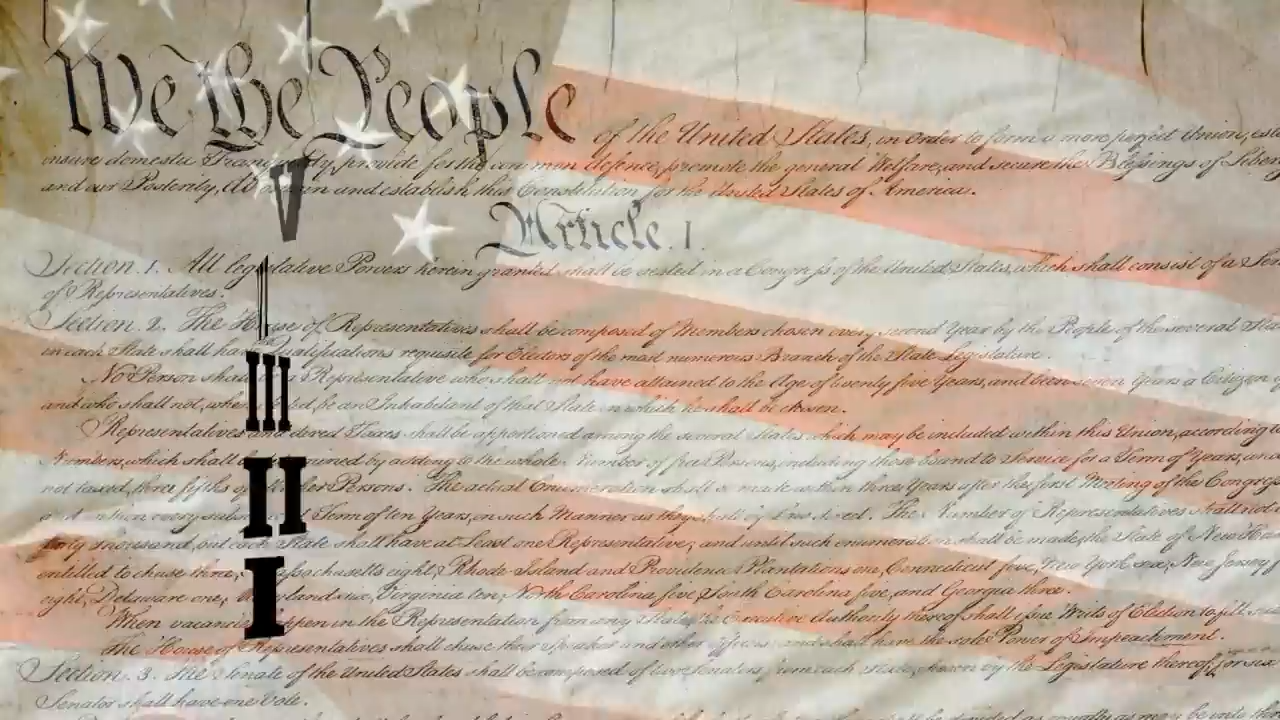 We the People of the United States, in Order to form a more perfect Union,
insure domestic Tranquility, provide for the common defence, promote the general Welfare, and secure the Blessings of
and our Posterity, do ordain and establish this Constitution for the United States of America.
V
Article. I.
Section. 1. All legislative Powers herein granted shall be vested in a Congress of the United States, which shall consist of a
of Representatives.
Section. 2. The House of Representatives shall be composed of Members chosen every second Year by the People of the several
in each State shall have Qualifications requisite for Electors of the most numerous Branch of the State Legislature.
III
No Person shall a Representative who shall not have attained to the Age of twenty five Years, and been seven Years a Citizen
and who shall not, when elected, be an Inhabitant of that State in which he shall be chosen.
Representatives and direct Taxes shall be apportioned among the several States which may be included within this Union, according to
Numbers, which shall be determined by adding to the whole Number of free Persons, including those bound to Service for a Term of Years, and
II
not taxed, three fifths of all other Persons. The actual Enumeration shall be made within three Years after the first Meeting of the Congress
and within every subsequent Term of ten Years, in such Manner as they shall by Law direct. The Number of Representatives shall not
thirty thousand, but each State shall have at Least one Representative; and until such enumeration shall be made, the State of New
entitled to chuse three, Massachusetts eight, Rhode-Island and Providence Plantations one, Connecticut five, New York six, New Jersey
I
eight, Delaware one, Maryland six, Virginia ten, North Carolina five, South Carolina five, and Georgia three.
When vacancies happen in the Representation from any State, the Executive Authority thereof shall issue Writs of Election to fill
The House of Representatives shall chuse their Speaker and other Officers; and shall have the sole Power of Impeachment.
Section. 3. The Senate of the United States shall be composed of two Senators from each State, chosen by the Legislature thereof, for six
Senator shall have one Vote.